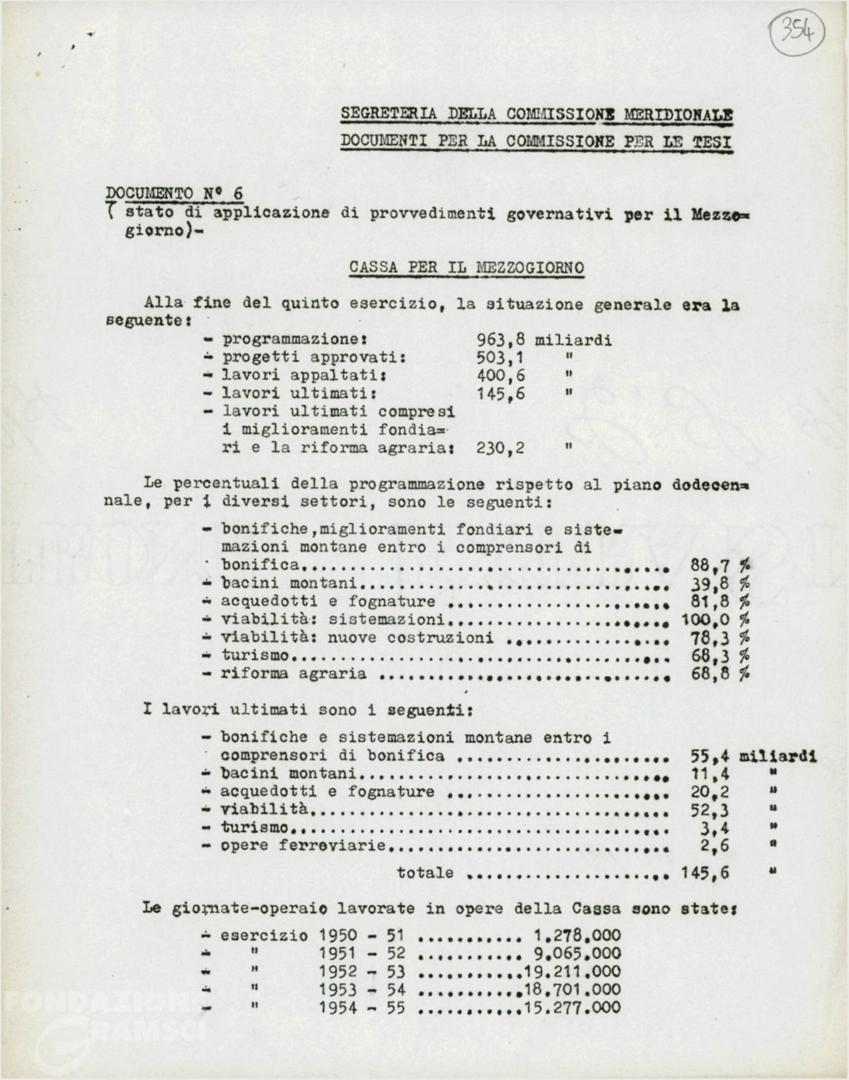 354
SEGRETERIA DELLA COMMISSIONE MERIDIONALE
DOCUMENTI PER LA COMMISSIONE PER LE TESI
DOCUMENTO N° 6
( stato di applicazione di provvedimenti governativi per il Mezzo=
giorno)-
CASSA PER IL MEZZOGIORNO
Alla fine del quinto esercizio, la situazione generale era la
seguente:
- programmazione: 963,8 miliardi
- progetti approvati: 503,1 "
- lavori appaltati: 400,6 "
- lavori ultimati: 145,6 "
- lavori ultimati compresi
i miglioramenti fondia=
ri e la riforma agraria: 230,2 "
Le percentuali della programmazione rispetto al piano dodecen=
nale, per i diversi settori, sono le seguenti:
- bonifiche,miglioramenti fondiari e siste-
mazioni montane entro i comprensori di
bonifica........................................ 88,7 %
- bacini montani................................. 39,8 %
- acquedotti e fognature ........................ 81,8 %
- viabilità: sistemazioni........................ 100,0 %
- viabilità: nuove costruzioni .................. 78,3 %
- turismo........................................ 68,3 %
- riforma agraria ............................... 68,8 %
I lavori ultimati sono i seguenti:
- bonifiche e sistemazioni montane entro i
comprensori di bonifica ....................... 55,4 miliardi
- bacini montani................................. 11,4 "
- acquedotti e fognature ........................ 20,2 "
- viabilità...................................... 52,3 "
- turismo........................................ 3,4 "
- opere ferroviarie.............................. 2,6 "
totale ..................... 145,6 "
Le giornate-operaio lavorate in opere della Cassa sono state:
- esercizio 1950 - 51 ........... 1.278.000
- " 1951 - 52 ........... 9.065.000
- " 1952 - 53 ...........19.211.000
- " 1953 - 54 ...........18.701.000
- " 1954 - 55 ...........15.277.000
FONDAZIONE
GRAMSCI